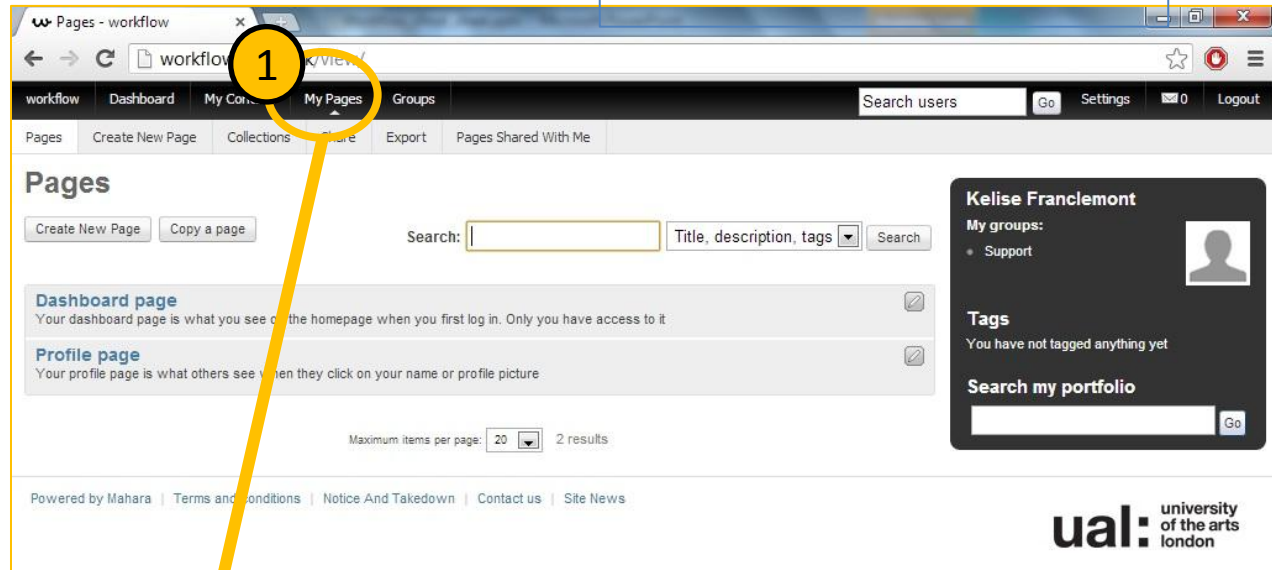 Pages - workflow
1
workflow
workflow Dashboard My Pages Groups Search users Go Settings 0 Logout
Pages Create New Page Collections Share Export Pages Shared With Me
Pages
Create New Page Copy a page Search: Title, description, tags Search
Dashboard page
Your dashboard page is what you see on the homepage when you first log in. Only you have access to it
Profile page
Your profile page is what others see when they click on your name or profile picture
Maximum items per page: 20 2 results
Kelise Franclemont
My groups:
Support
Tags
You have not tagged anything yet
Search my portfolio
Go
Powered by Mahara | Terms and conditions | Notice And Takedown | Contact us | Site News
ual: university
of the arts
london